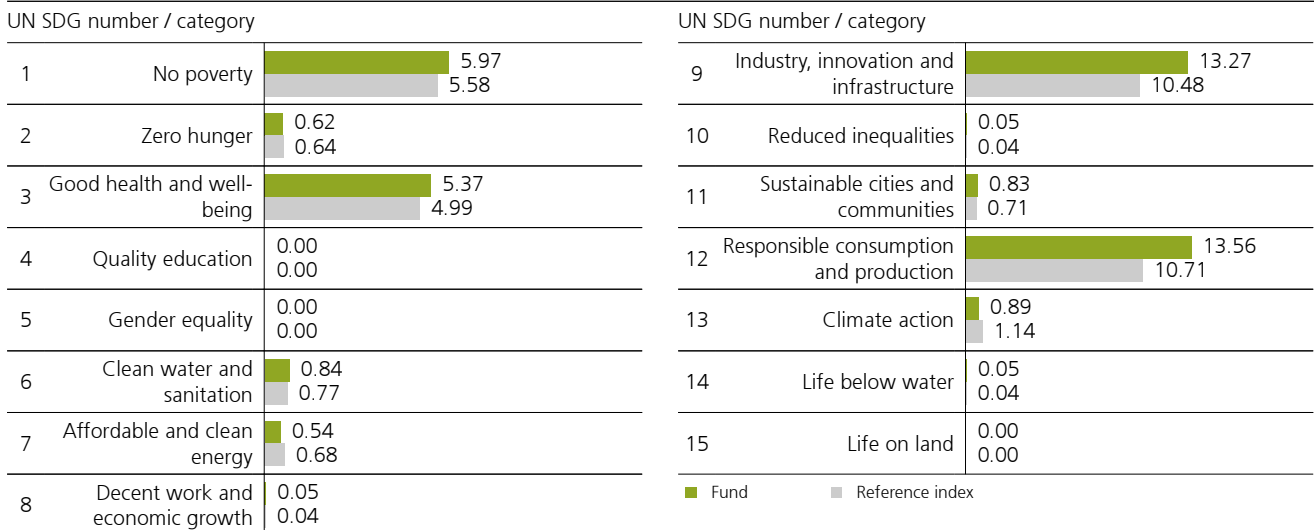 UN SDG number / category
1 No poverty 5.97
5.58
2 Zero hunger 0.62
0.64
3 Good health and well-
being 5.37
4.99
4 Quality education 0.00
0.00
5 Gender equality 0.00
0.00
6 Clean water and
sanitation 0.84
0.77
7 Affordable and clean
energy 0.54
0.68
8 Decent work and
economic growth 0.05
0.04
UN SDG number / category
9 Industry, innovation and
infrastructure 13.27
10.48
10 Reduced inequalities 0.05
0.04
11 Sustainable cities and
communities 0.83
0.71
12 Responsible consumption
and production 13.56
10.71
13 Climate action 0.89
1.14
14 Life below water 0.05
0.04
15 Life on land 0.00
0.00
Fund Reference index